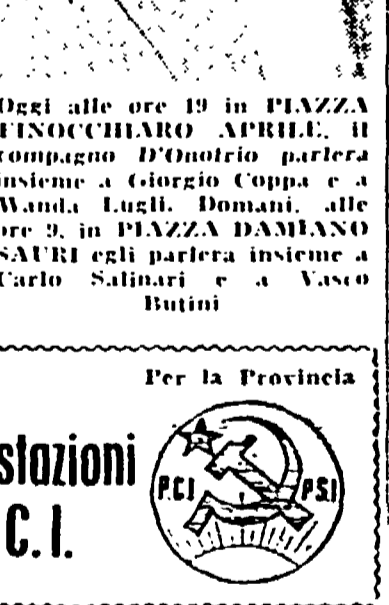 Oggi alle ore 19 in PIAZZA
FINOCCHIARO APRILE, il
compagno D'Onofrio parlerà
insieme a Giorgio Coppa e a
Wanda Lugli. Domani, alle
ore 9, in PIAZZA DAMIANO
SAURI egli parlerà insieme a
Carlo Salinari e a Vasco
Butini
Per la Provincia
stazioni
C. I.
P.C.I. P.S.I.